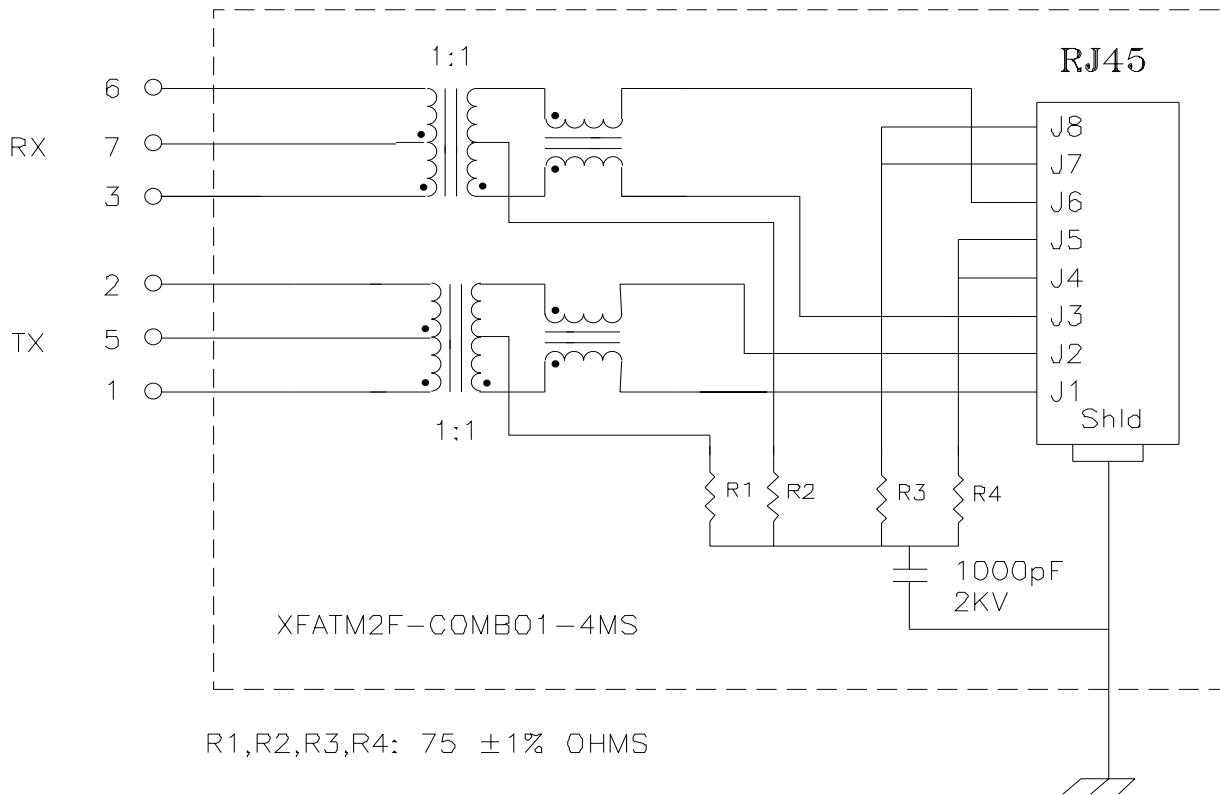 1:1
RJ45
6
RX
7
3
J8
J7
J6
J5
J4
J3
J2
J1
Shld
2
TX
5
1
1:1
R1
R2
R3
R4
1000pF
2KV
XFATM2F-COMBO1-4MS
R1,R2,R3,R4: 75 ±1% OHMS